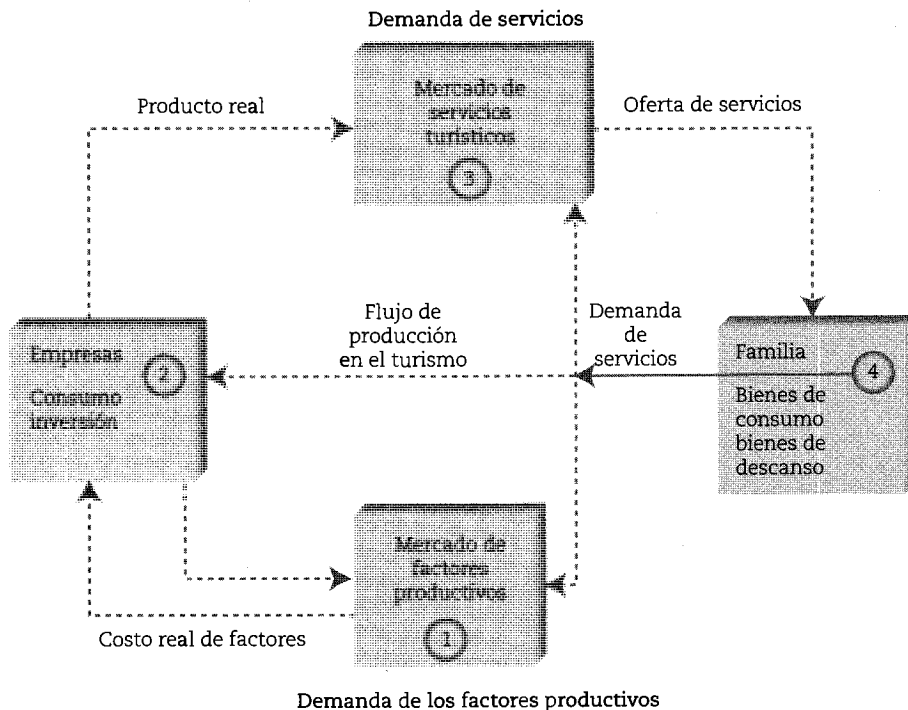 Demanda de servicios
Mercado de
servicios
turísticos
3
Producto real
Oferta de servicios
Empresas
2
Consumo
inversión
Flujo de
producción
en el turismo
Demanda
de
servicios
Familia
4
Bienes de
consumo
bienes de
descanso
Mercado de
factores
productivos
1
Costo real de factores
Demanda de los factores productivos